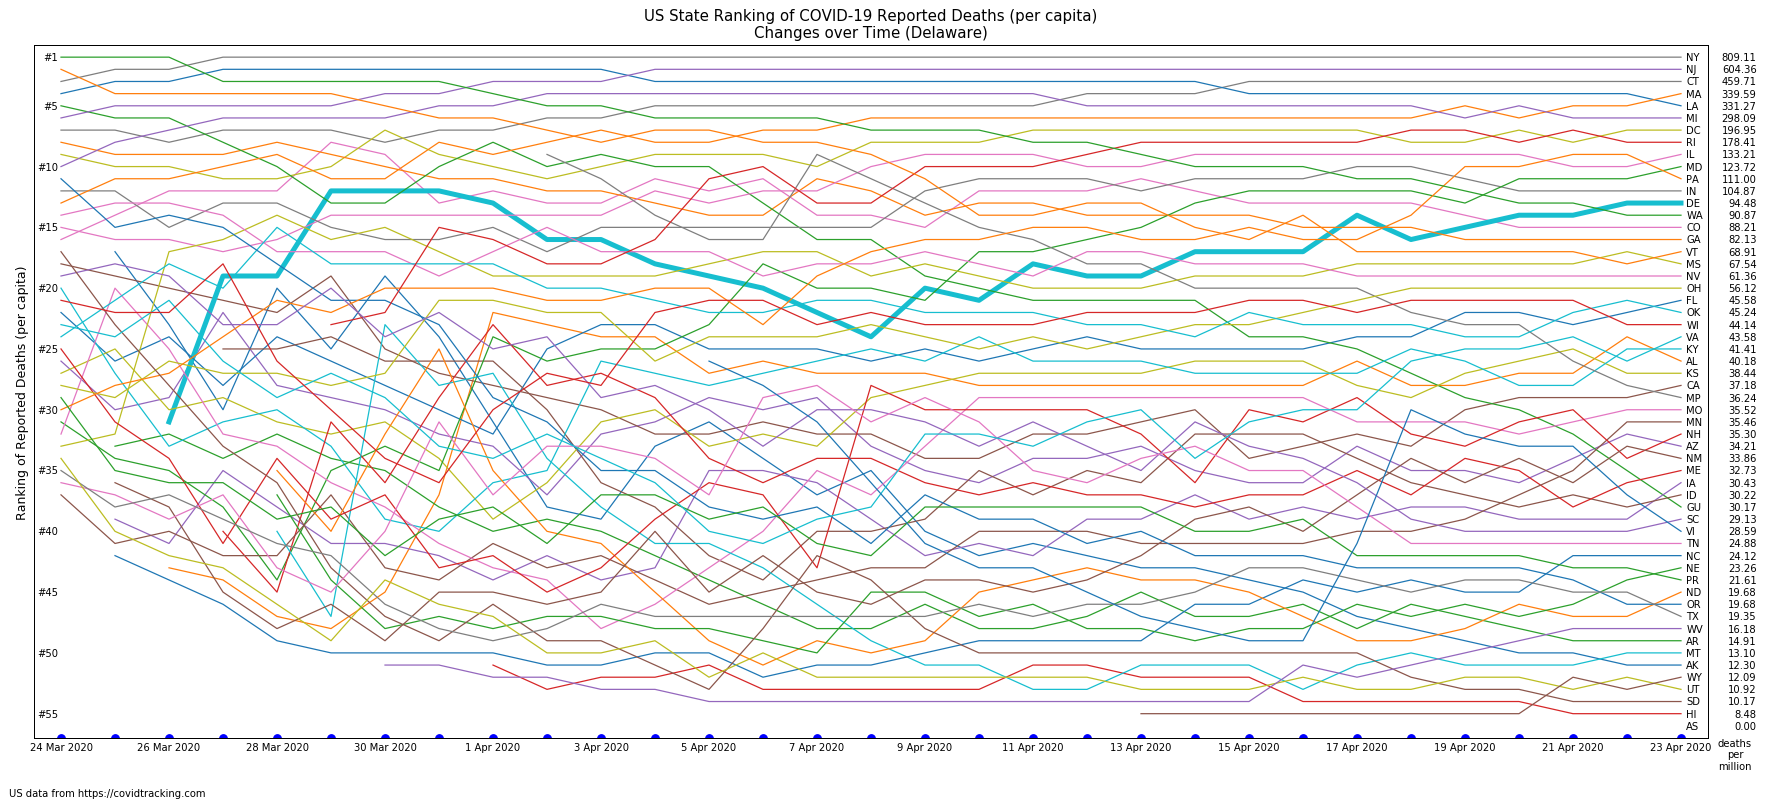 US State Ranking of COVID-19 Reported Deaths (per capita)
Changes over Time (Delaware)
Ranking of Reported Deaths (per capita)
#1
#5
#10
#15
#20
#25
#30
#35
#40
#45
#50
#55
NY 809.11
NJ 604.36
CT 459.71
MA 339.59
LA 331.27
MI 298.09
DC 196.95
RI 178.41
IL 133.21
MD 123.72
PA 111.00
IN 104.87
DE 94.48
WA 90.87
CO 88.21
GA 82.13
VT 68.91
MS 67.54
NV 61.36
OH 56.12
FL 45.58
OK 45.24
WI 44.14
VA 43.58
KY 41.41
AL 40.18
KS 38.44
CA 37.18
MP 36.24
MO 35.52
MN 35.46
NH 35.30
AZ 34.21
NM 33.86
ME 32.73
IA 30.43
ID 30.22
GU 30.17
SC 29.13
VI 28.59
TN 24.88
NC 24.12
NE 23.26
PR 21.61
ND 19.68
OR 19.68
TX 19.35
WV 16.18
AR 14.91
MT 13.10
AK 12.30
WY 12.09
UT 10.92
SD 10.17
HI 8.48
AS 0.00
24 Mar 2020 26 Mar 2020 28 Mar 2020 30 Mar 2020 1 Apr 2020 3 Apr 2020 5 Apr 2020 7 Apr 2020 9 Apr 2020 11 Apr 2020 13 Apr 2020 15 Apr 2020 17 Apr 2020 19 Apr 2020 21 Apr 2020 23 Apr 2020
deaths
per
million
US data from https://covidtracking.com